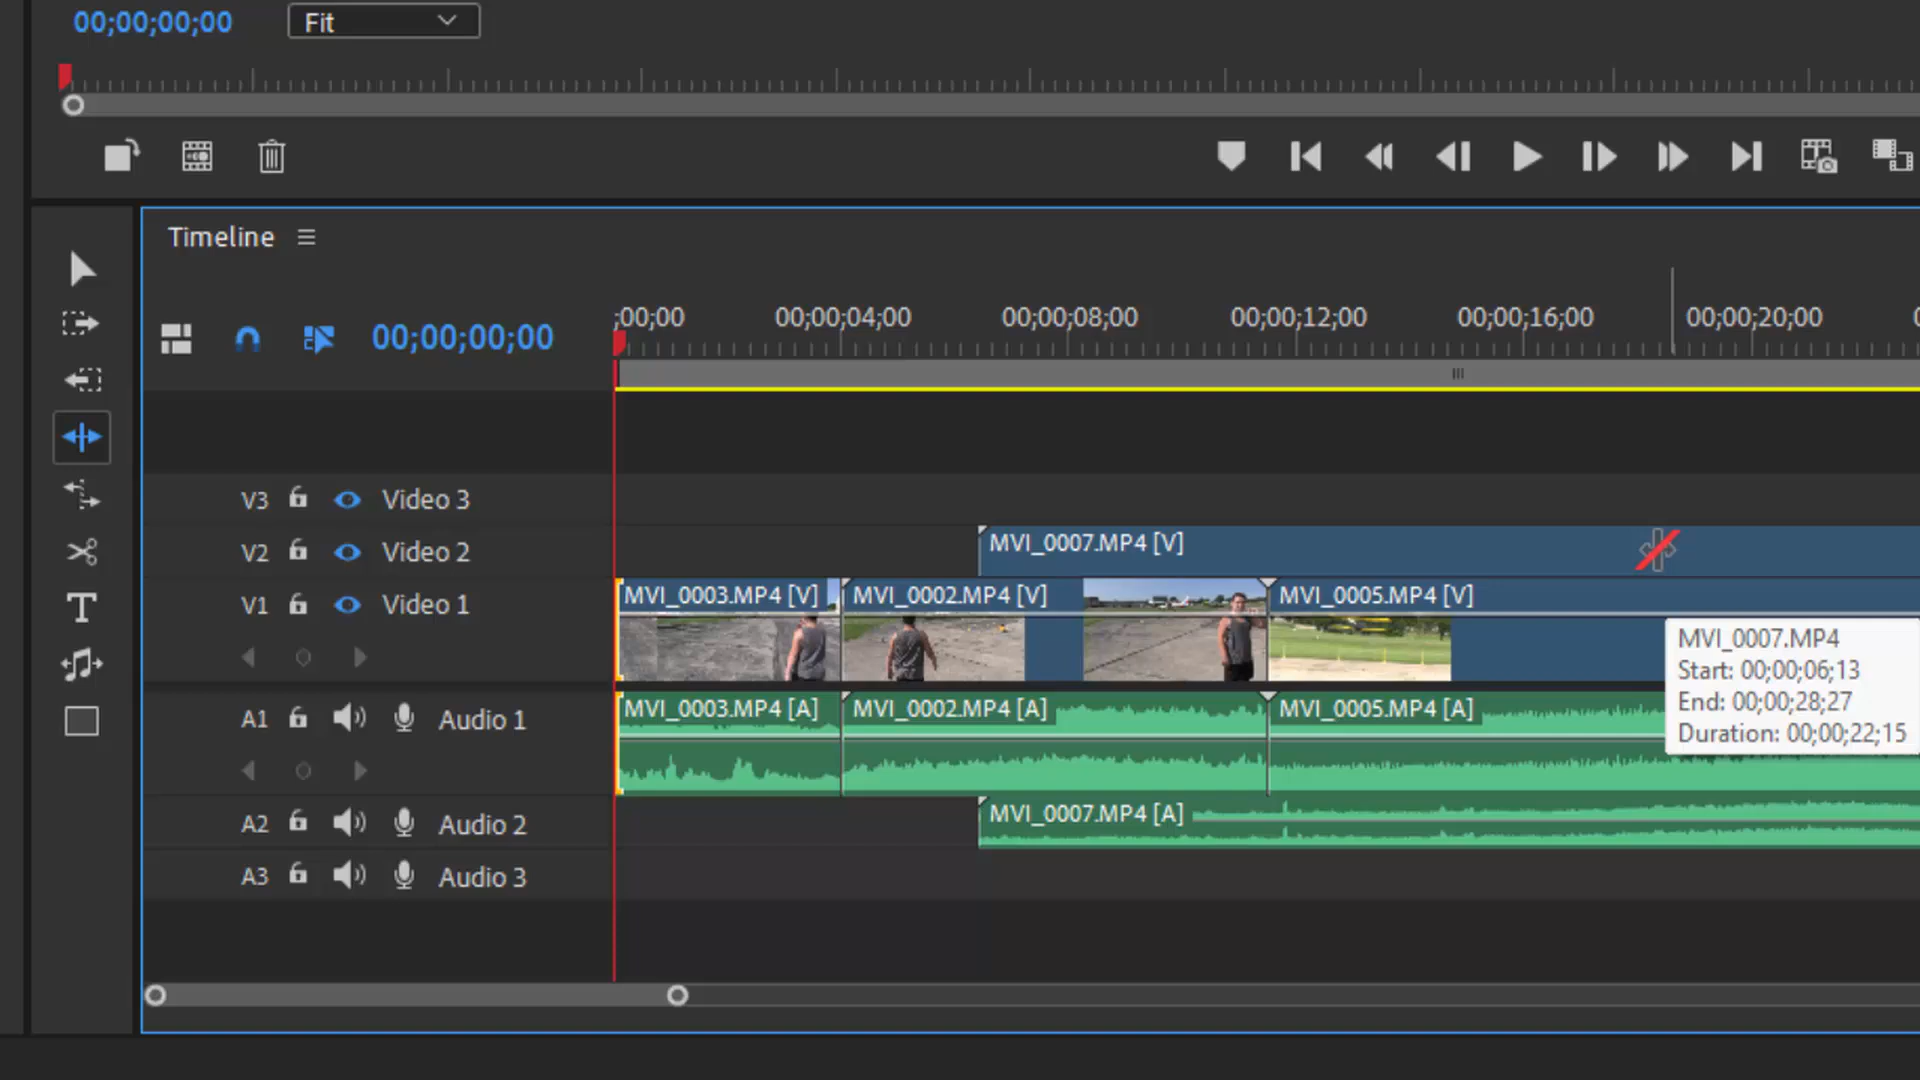 00;00;00;00
Fit
Timeline
00;00;00;00
;00;00
00;00;04;00
00;00;08;00
00;00;12;00
00;00;16;00
00;00;20;00
V3 Video 3
V2 Video 2
MVI_0007.MP4 [V]
V1 Video 1
MVI_0003.MP4 [V]
MVI_0002.MP4 [V]
MVI_0005.MP4 [V]
MVI_0007.MP4
Start: 00;00;06;13
End: 00;00;28;27
Duration: 00;00;22;15
A1 Audio 1
MVI_0003.MP4 [A]
MVI_0002.MP4 [A]
MVI_0005.MP4 [A]
A2 Audio 2
MVI_0007.MP4 [A]
A3 Audio 3